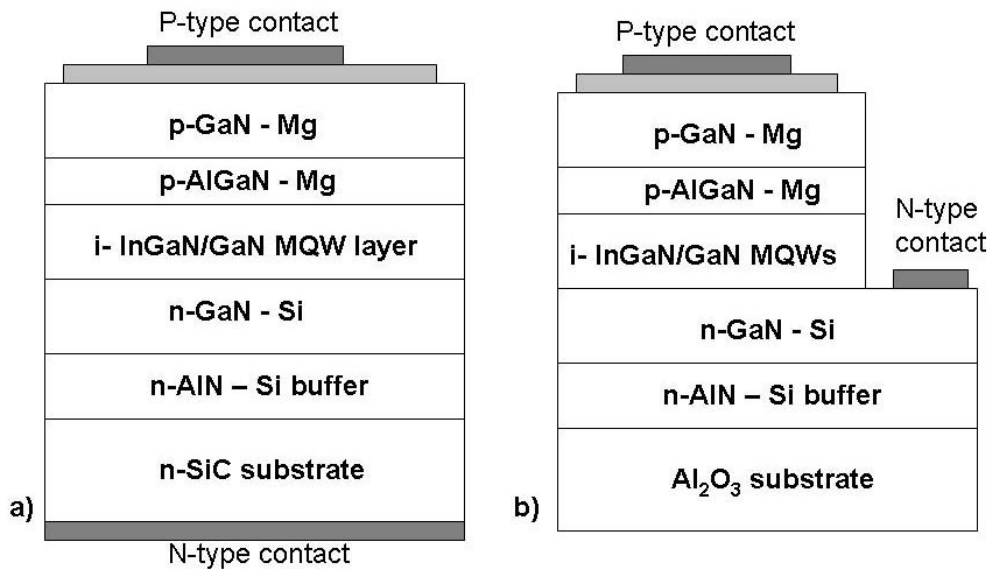 P-type contact
p-GaN - Mg
p-AlGaN - Mg
i- InGaN/GaN MQW layer
n-GaN - Si
n-AlN – Si buffer
n-SiC substrate
a)
N-type contact
P-type contact
p-GaN - Mg
p-AlGaN - Mg
N-type
contact
i- InGaN/GaN MQWs
n-GaN - Si
n-AlN – Si buffer
Al₂O₃ substrate
b)